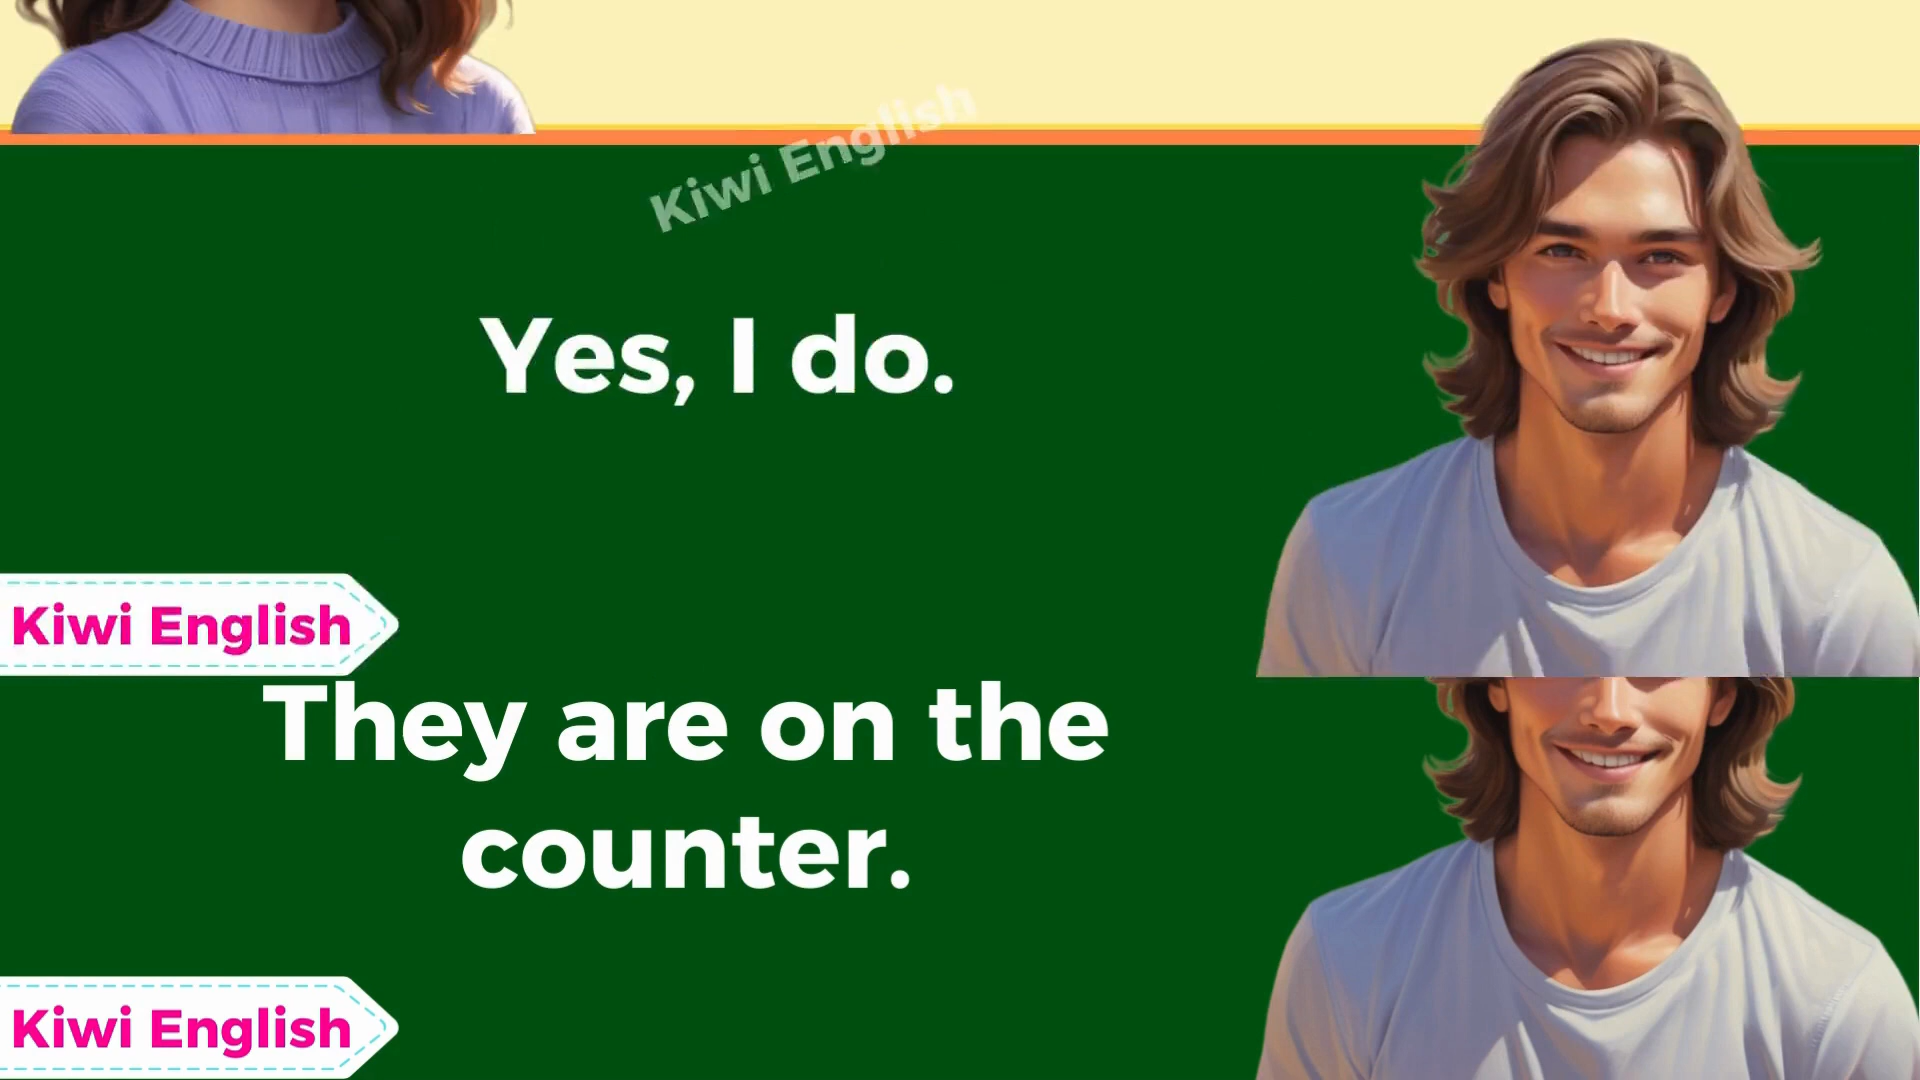 Kiwi English
Yes, I do.
Kiwi English
They are on the
counter.
Kiwi English